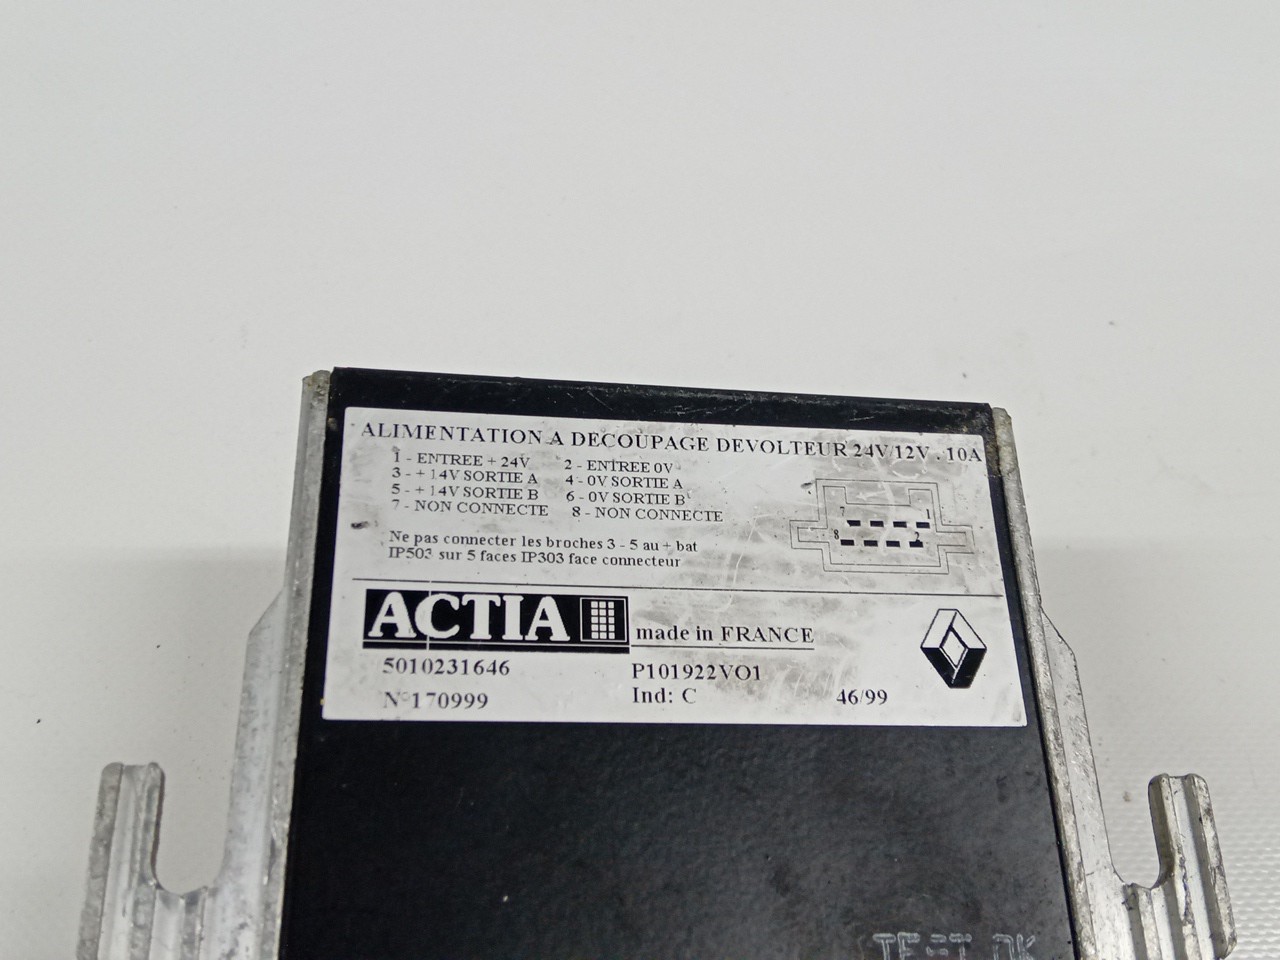 ALIMENTATION A DECOUPAGE DEVOLTEUR 24V/12V . 10A
1 - ENTREE + 24V 2 - ENTREE 0V
3 - + 14V SORTIE A 4 - 0V SORTIE A
5 - +14V SORTIE B 6 - 0V SORTIE B
7 - NON CONNECTE 8 - NON CONNECTE
7 1
8 2
Ne pas connecter les broches 3 - 5 au + bat
IP503 sur 5 faces IP303 face connecteur
ACTIA made in FRANCE
5010231646 P101922VO1
N°170999 Ind: C 46/99
TEST OK